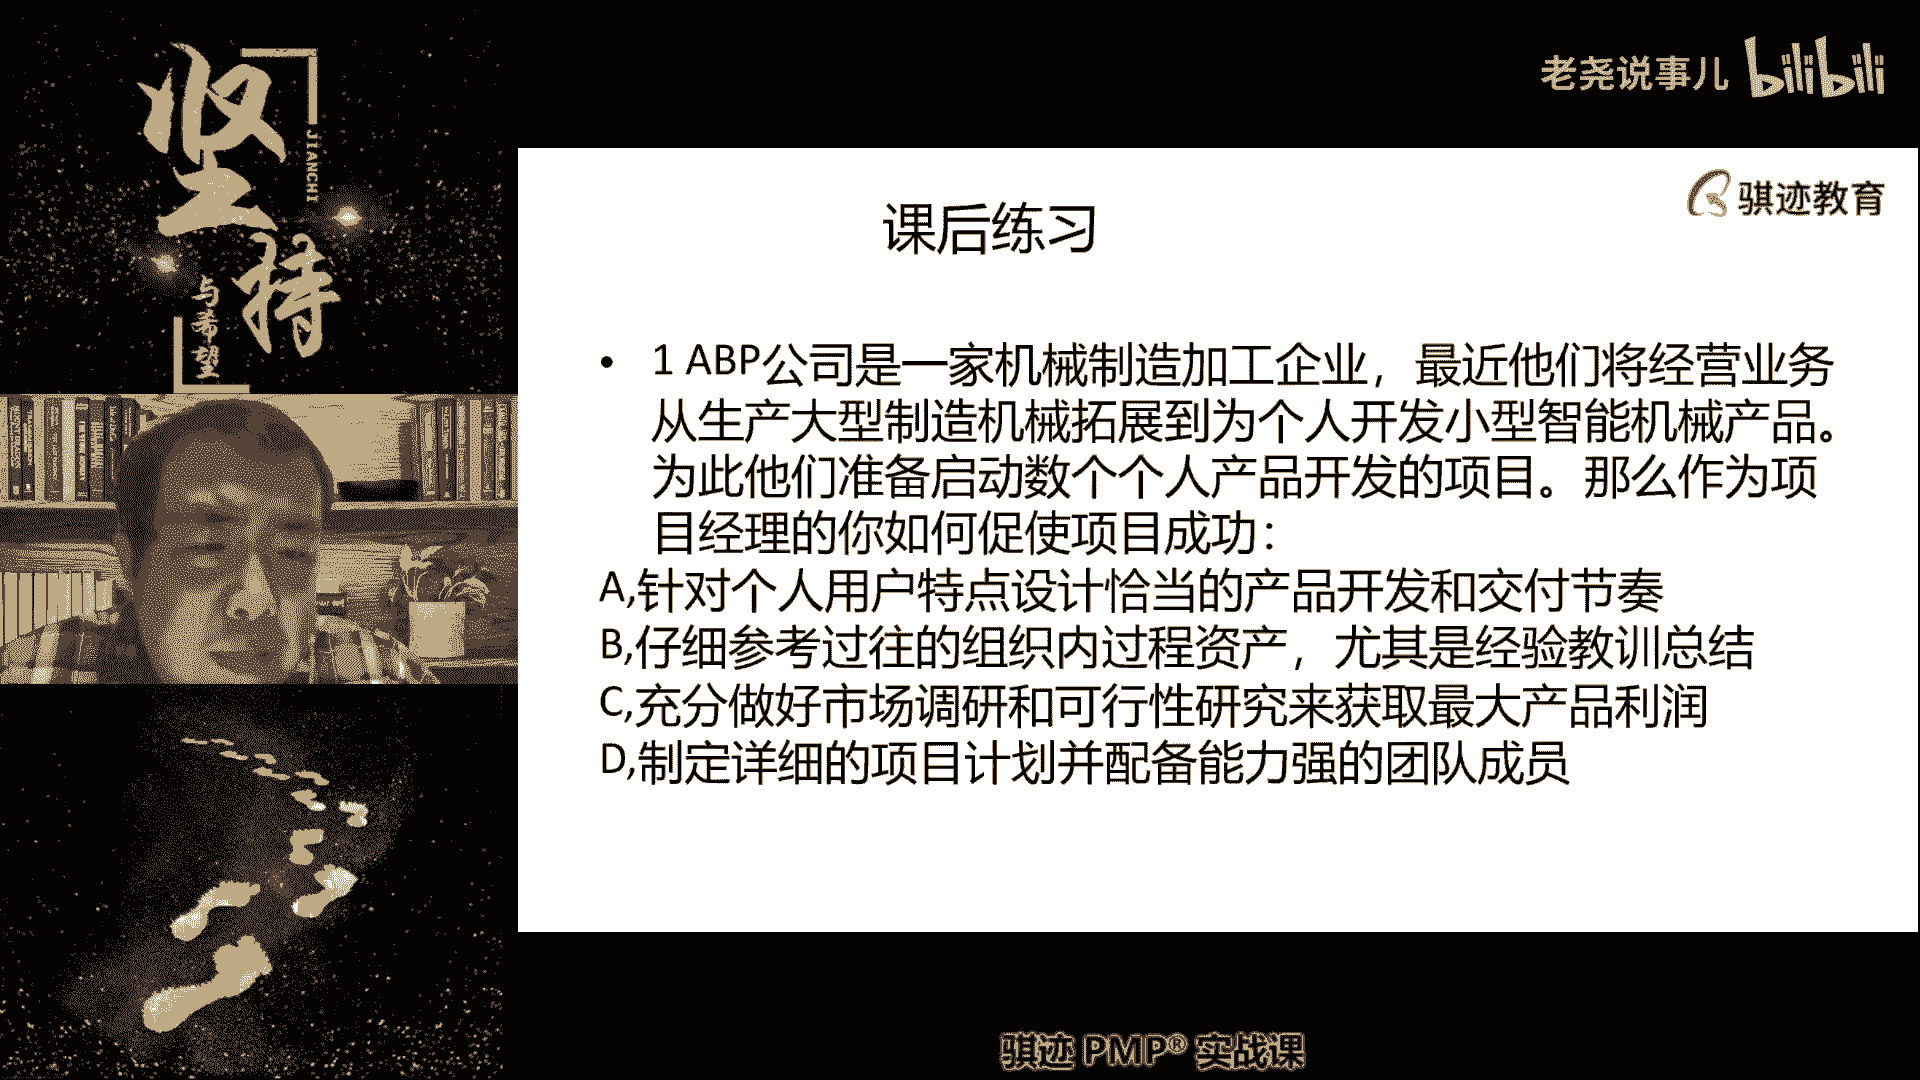 坚持
JIANCHI
与希望
老尧说事儿 bilibili
骐迹教育
课后练习
• 1 ABP公司是一家机械制造加工企业，最近他们将经营业务
从生产大型制造机械拓展到为个人开发小型智能机械产品。
为此他们准备启动数个个人产品开发的项目。那么作为项
目经理的你如何促使项目成功：
A,针对个人用户特点设计恰当的产品开发和交付节奏
B,仔细参考过往的组织内过程资产，尤其是经验教训总结
C,充分做好市场调研和可行性研究来获取最大产品利润
D,制定详细的项目计划并配备能力强的团队成员
骐迹 PMP® 实战课